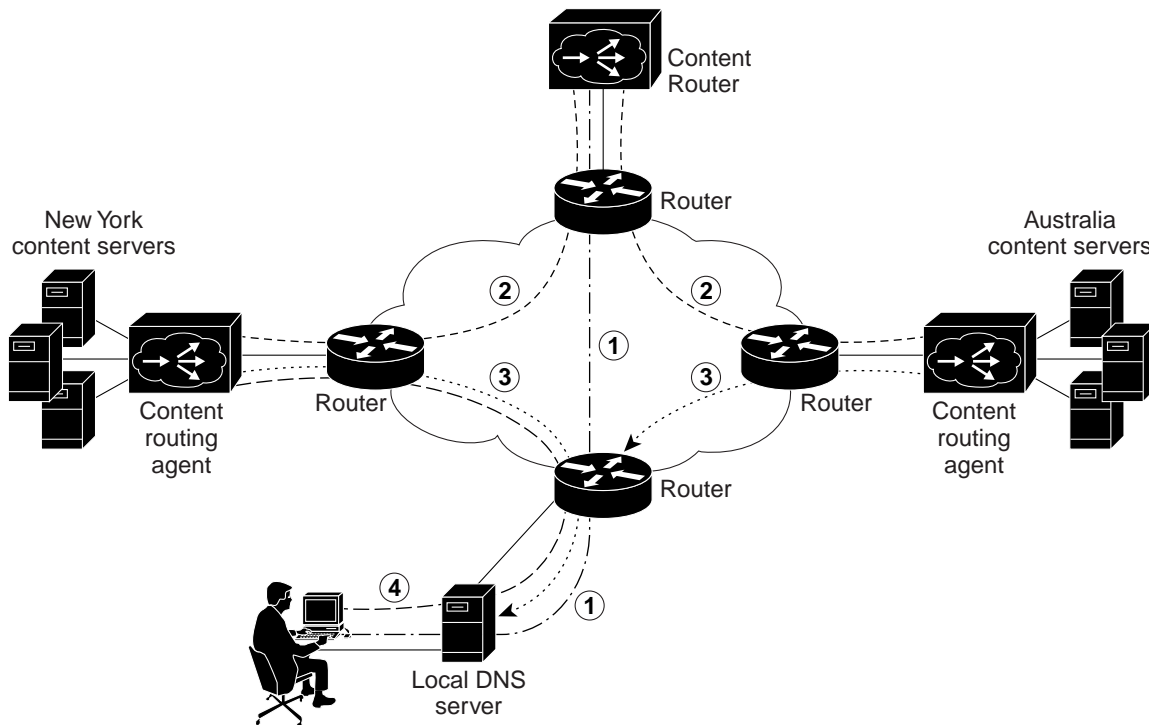 Content
Router
Router
New York
content servers
Australia
content servers
2
2
1
3
3
Router
Router
Content
routing
agent
Content
routing
agent
Router
4
1
Local DNS
server